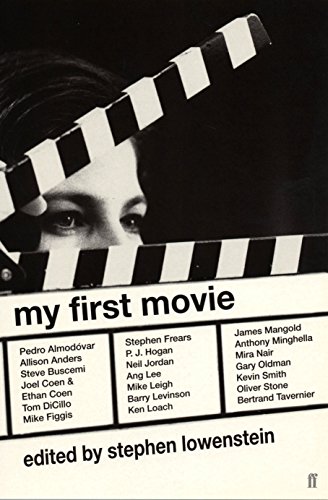 my first movie
Pedro Almodóvar
Allison Anders
Steve Buscemi
Joel Coen &
Ethan Coen
Tom DiCillo
Mike Figgis
Stephen Frears
P. J. Hogan
Neil Jordan
Ang Lee
Mike Leigh
Barry Levinson
Ken Loach
James Mangold
Anthony Minghella
Mira Nair
Gary Oldman
Kevin Smith
Oliver Stone
Bertrand Tavernier
edited by stephen lowenstein
ff